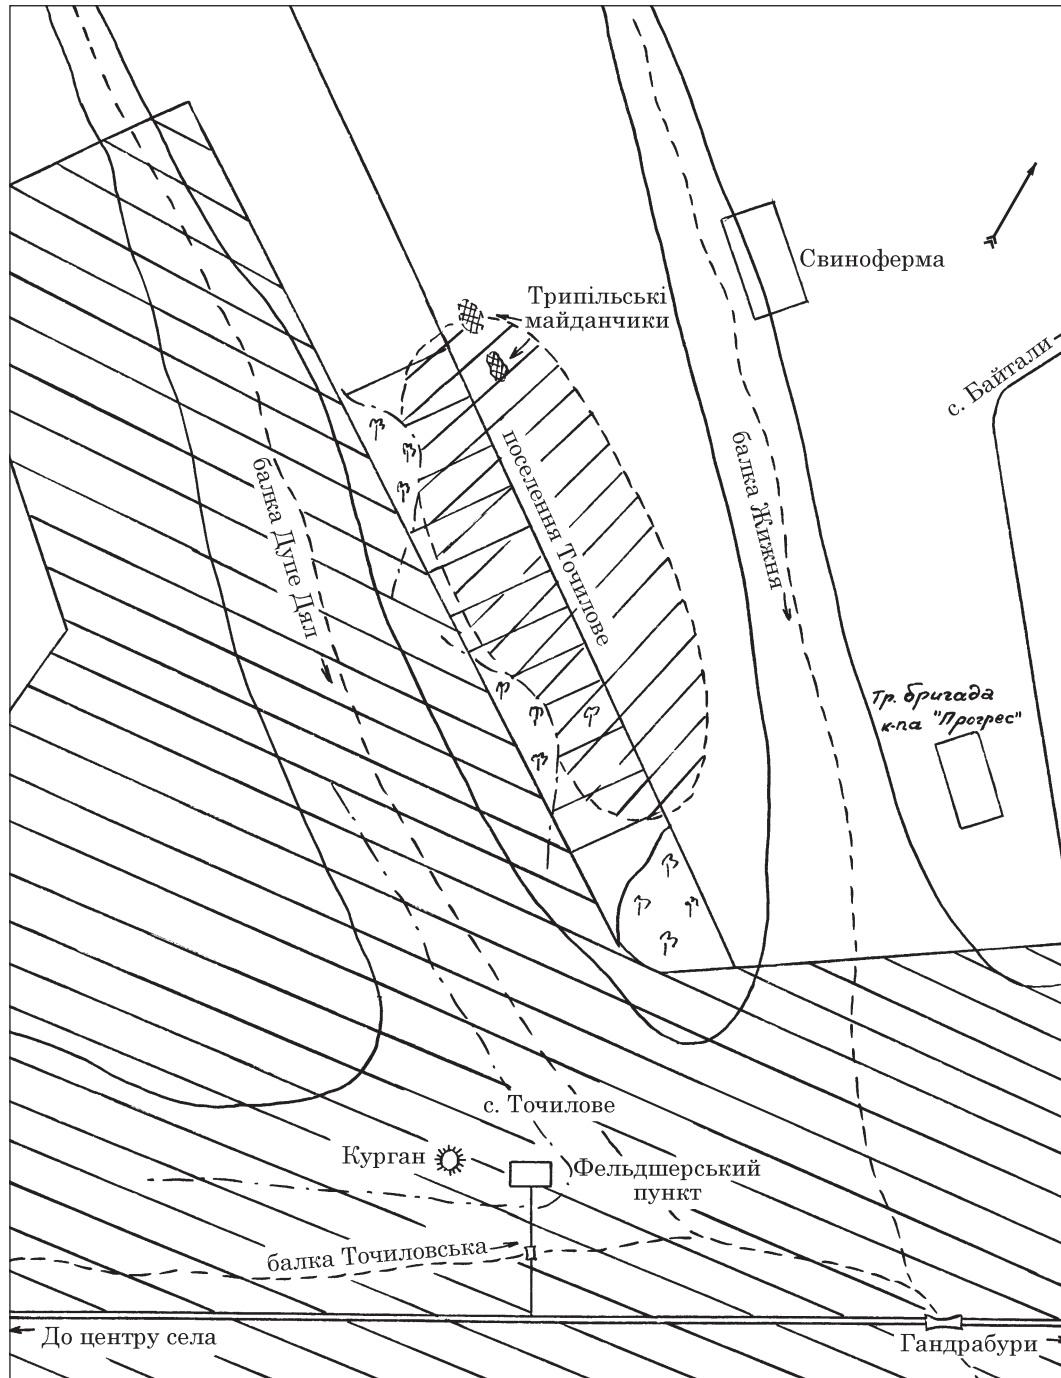 Свиноферма
Трипільські
майданчики
с. Байтали
поселення Точилове
балка Жижня
балка Дупе Дял
Тр. бригада
к-па "Прогрес"
с. Точилове
Курган
Фельдшерський
пункт
балка Точиловська
До центру села
Гандрабури